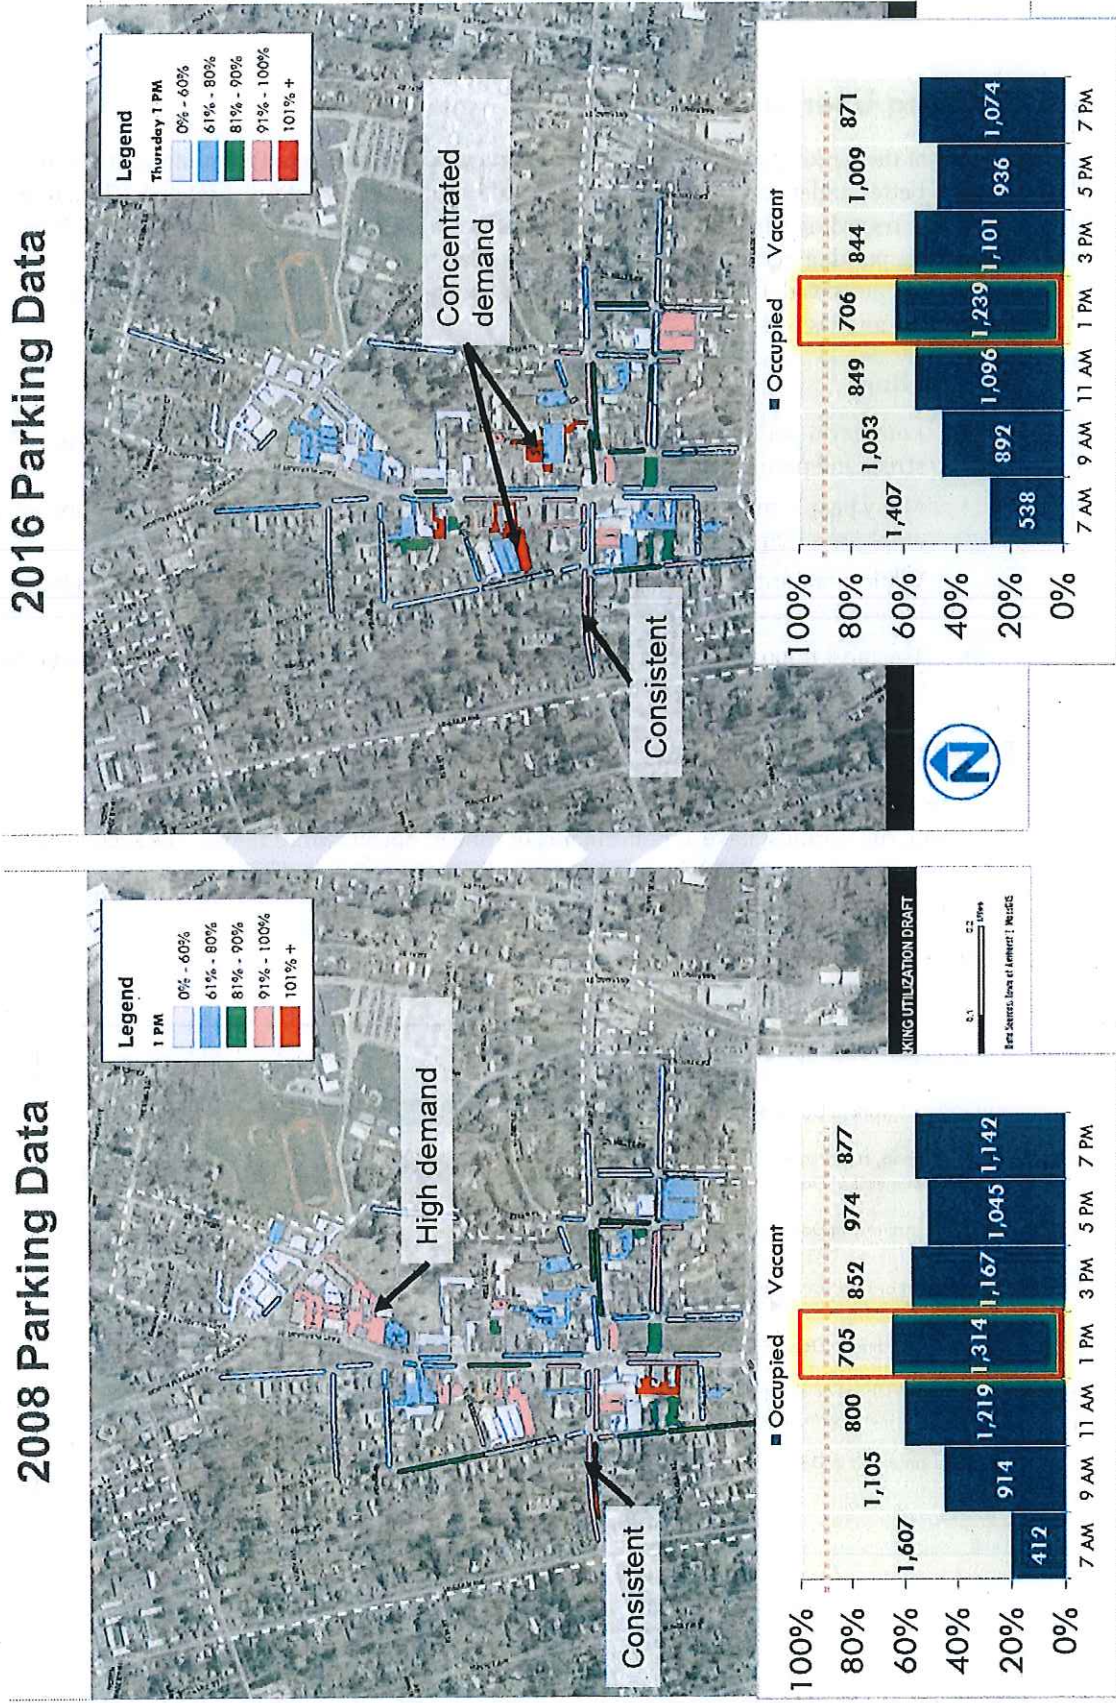 2008 Parking Data
Legend
1 PM
0% - 60%
61% - 80%
81% - 90%
91% - 100%
101% +
High demand
Consistent
KING UTILIZATION DRAFT
0.1
0.2
Miles
■ Occupied Vacant
100%
80%
60%
40%
20%
0%
1,607
1,105
800
705
852
974
877
412
914
1,219
1,314
1,167
1,045
1,142
7 AM 9 AM 11 AM 1 PM 3 PM 5 PM 7 PM
2016 Parking Data
Legend
Thursday 1 PM
0% - 60%
61% - 80%
81% - 90%
91% - 100%
101% +
Concentrated
demand
Consistent
N
■ Occupied Vacant
100%
80%
60%
40%
20%
0%
1,407
1,053
849
706
844
1,009
871
538
892
1,096
1,239
1,101
936
1,074
7 AM 9 AM 11 AM 1 PM 3 PM 5 PM 7 PM